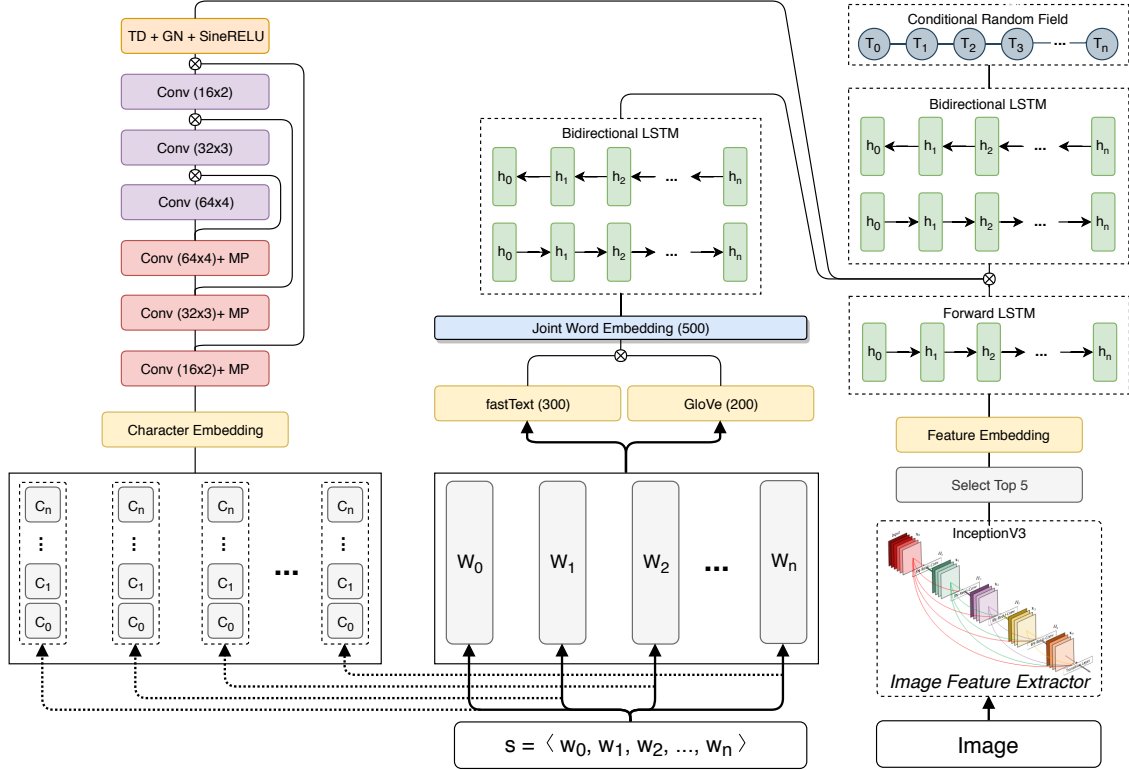 TD + GN + SineRELU
Conv (16x2)
Conv (32x3)
Conv (64x4)
Conv (64x4)+ MP
Conv (32x3)+ MP
Conv (16x2)+ MP
Character Embedding
Cn Cn Cn Cn
⋮ ⋮ ⋮ ⋮
C1 C1 C1 ... C1
C0 C0 C0 C0
Bidirectional LSTM
h0 h1 h2 ... hn
h0 h1 h2 ... hn
Joint Word Embedding (500)
fastText (300) GloVe (200)
W0 W1 W2 ... Wn
s = 〈 w0, w1, w2, ..., wn 〉
Conditional Random Field
T0 T1 T2 T3 ... Tn
Bidirectional LSTM
h0 h1 h2 ... hn
h0 h1 h2 ... hn
Forward LSTM
h0 h1 h2 ... hn
Feature Embedding
Select Top 5
InceptionV3
Image Feature Extractor
Image